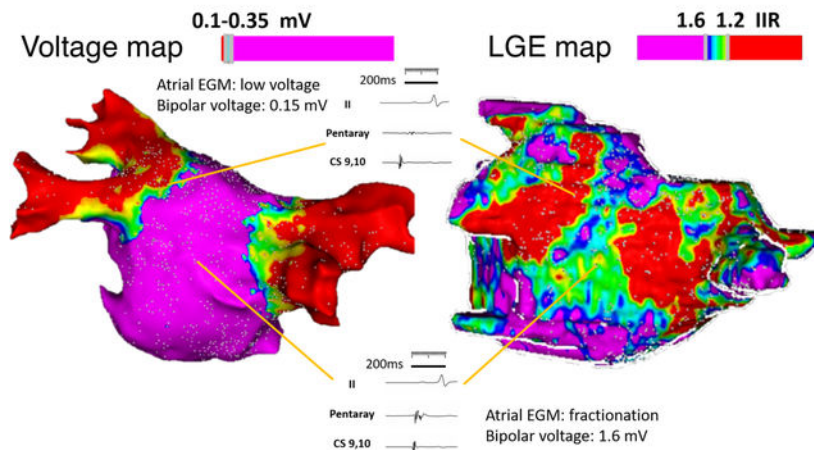 0.1-0.35 mV
Voltage map
1.6 1.2 IIR
LGE map
Atrial EGM: low voltage
Bipolar voltage: 0.15 mV
200ms
II
Pentaray
CS 9,10
200ms
II
Pentaray
CS 9,10
Atrial EGM: fractionation
Bipolar voltage: 1.6 mV